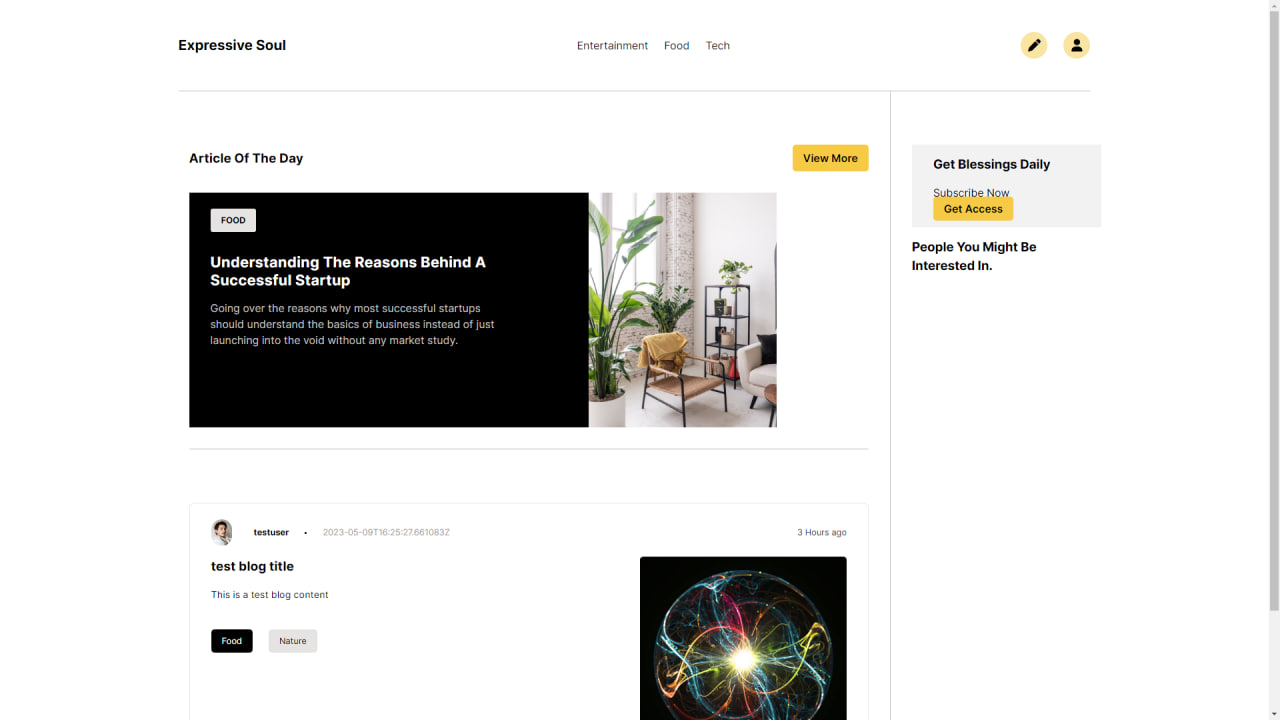 Expressive Soul
Entertainment Food Tech
Article Of The Day
View More
FOOD
Understanding The Reasons Behind A
Successful Startup
Going over the reasons why most successful startups
should understand the basics of business instead of just
launching into the void without any market study.
testuser • 2023-05-09T16:25:27.661083Z
3 Hours ago
test blog title
This is a test blog content
Food Nature
Get Blessings Daily
Subscribe Now
Get Access
People You Might Be
Interested In.